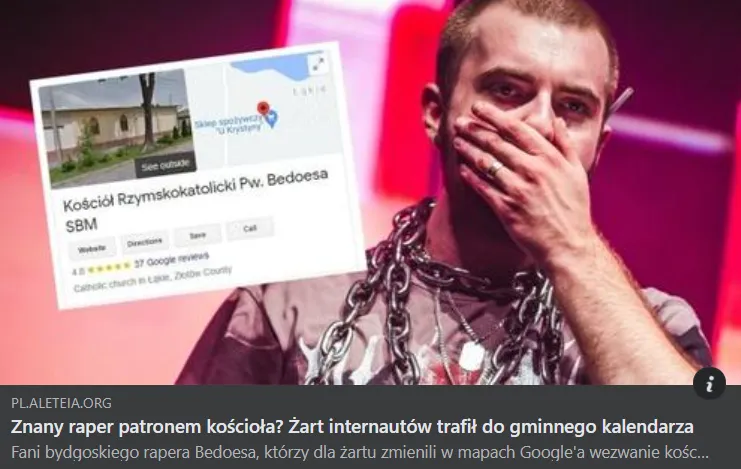 Łąkie
Sklep spożywczy
"U Krystyny"
See outside
Kościół Rzymskokatolicki Pw. Bedoesa
SBM
Website Directions Save Call
4.8 ★★★★★ 37 Google reviews
Catholic church in Łąkie, Złotów County
PL.ALETEIA.ORG
Znany raper patronem kościoła? Żart internautów trafił do gminnego kalendarza
Fani bydgoskiego rapera Bedoesa, którzy dla żartu zmienili w mapach Google'a wezwanie kośc...